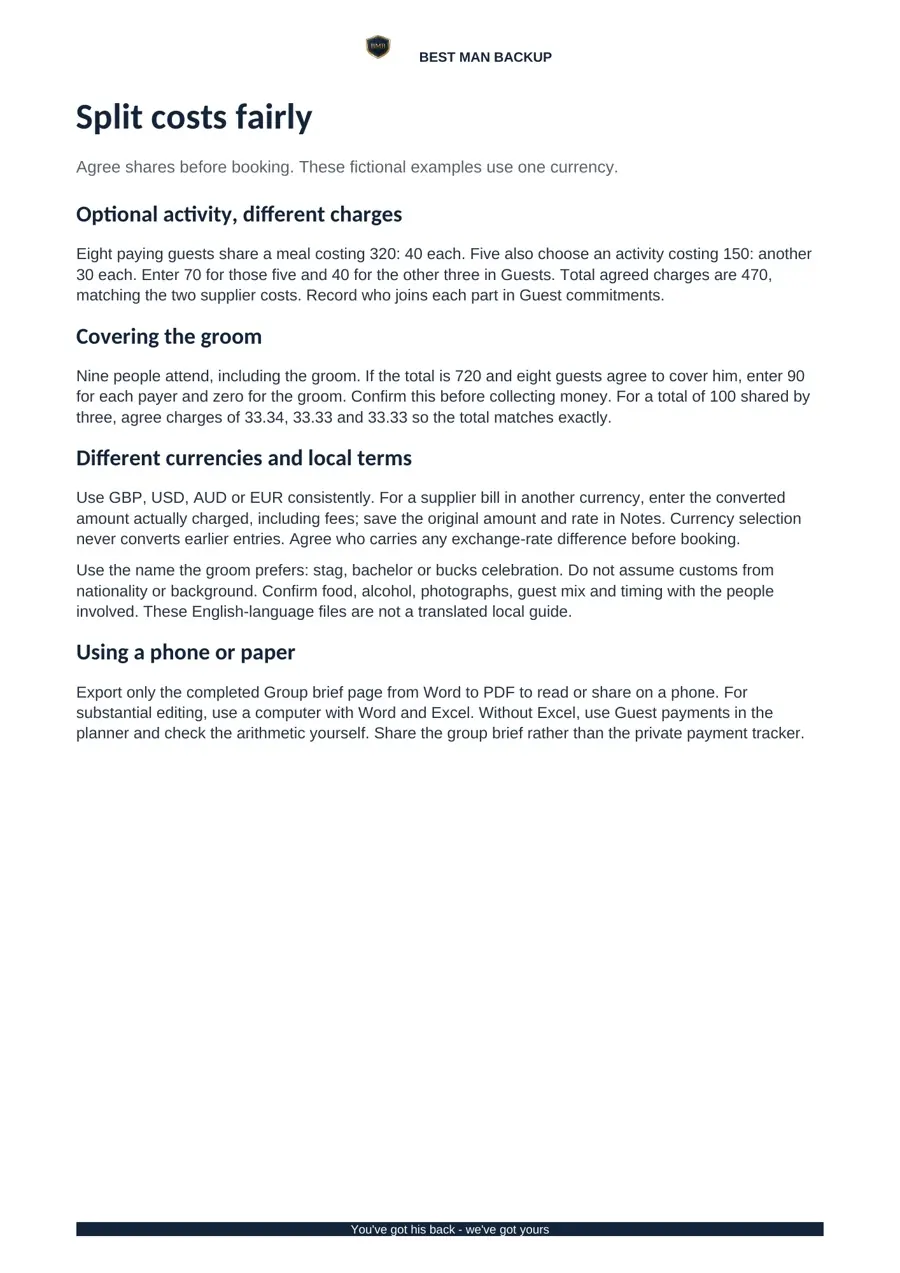 BMB
BEST MAN BACKUP
Split costs fairly
Agree shares before booking. These fictional examples use one currency.
Optional activity, different charges
Eight paying guests share a meal costing 320: 40 each. Five also choose an activity costing 150: another
30 each. Enter 70 for those five and 40 for the other three in Guests. Total agreed charges are 470,
matching the two supplier costs. Record who joins each part in Guest commitments.
Covering the groom
Nine people attend, including the groom. If the total is 720 and eight guests agree to cover him, enter 90
for each payer and zero for the groom. Confirm this before collecting money. For a total of 100 shared by
three, agree charges of 33.34, 33.33 and 33.33 so the total matches exactly.
Different currencies and local terms
Use GBP, USD, AUD or EUR consistently. For a supplier bill in another currency, enter the converted
amount actually charged, including fees; save the original amount and rate in Notes. Currency selection
never converts earlier entries. Agree who carries any exchange-rate difference before booking.
Use the name the groom prefers: stag, bachelor or bucks celebration. Do not assume customs from
nationality or background. Confirm food, alcohol, photographs, guest mix and timing with the people
involved. These English-language files are not a translated local guide.
Using a phone or paper
Export only the completed Group brief page from Word to PDF to read or share on a phone. For
substantial editing, use a computer with Word and Excel. Without Excel, use Guest payments in the
planner and check the arithmetic yourself. Share the group brief rather than the private payment tracker.
You've got his back - we've got yours